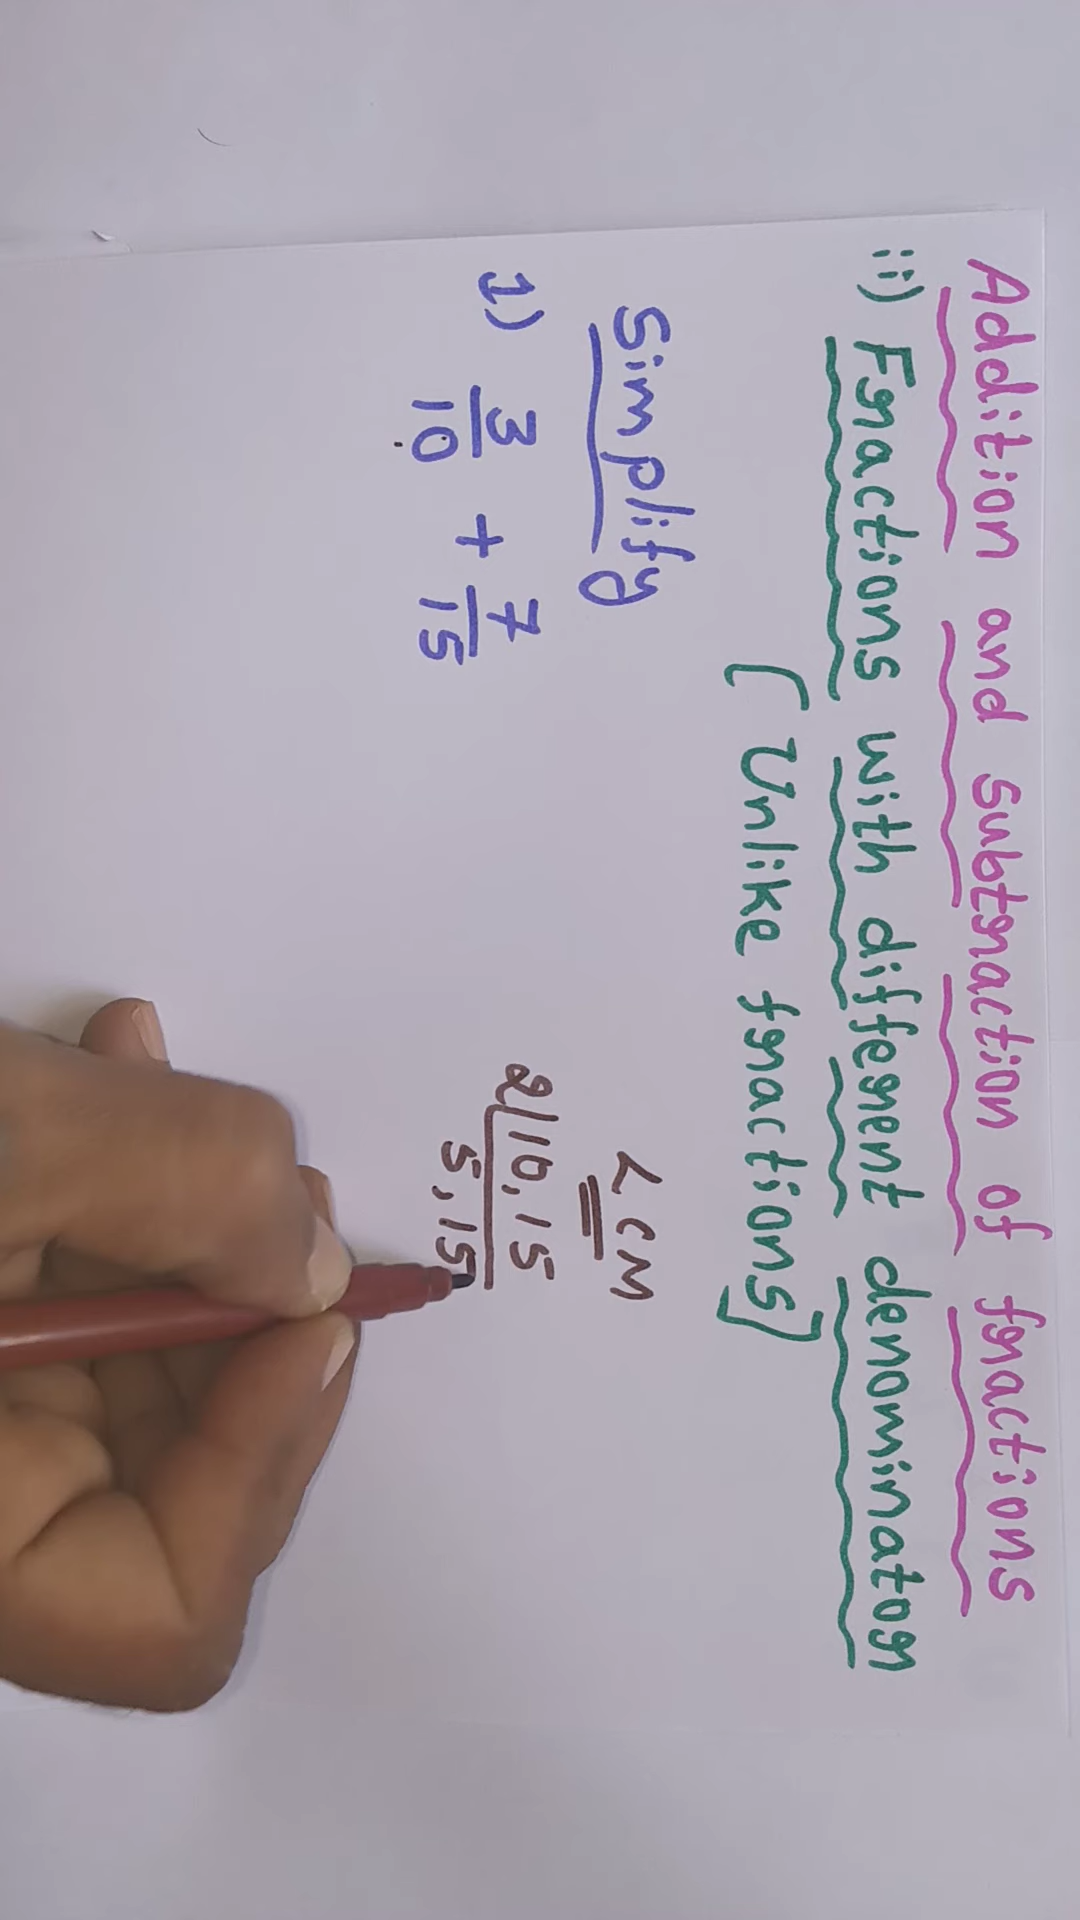 Addition and subtraction of fractions
ii) Fractions with different denominator
[Unlike fractions]
Simplify
1) 3/10 + 7/15
LCM
2|10,15
5,15